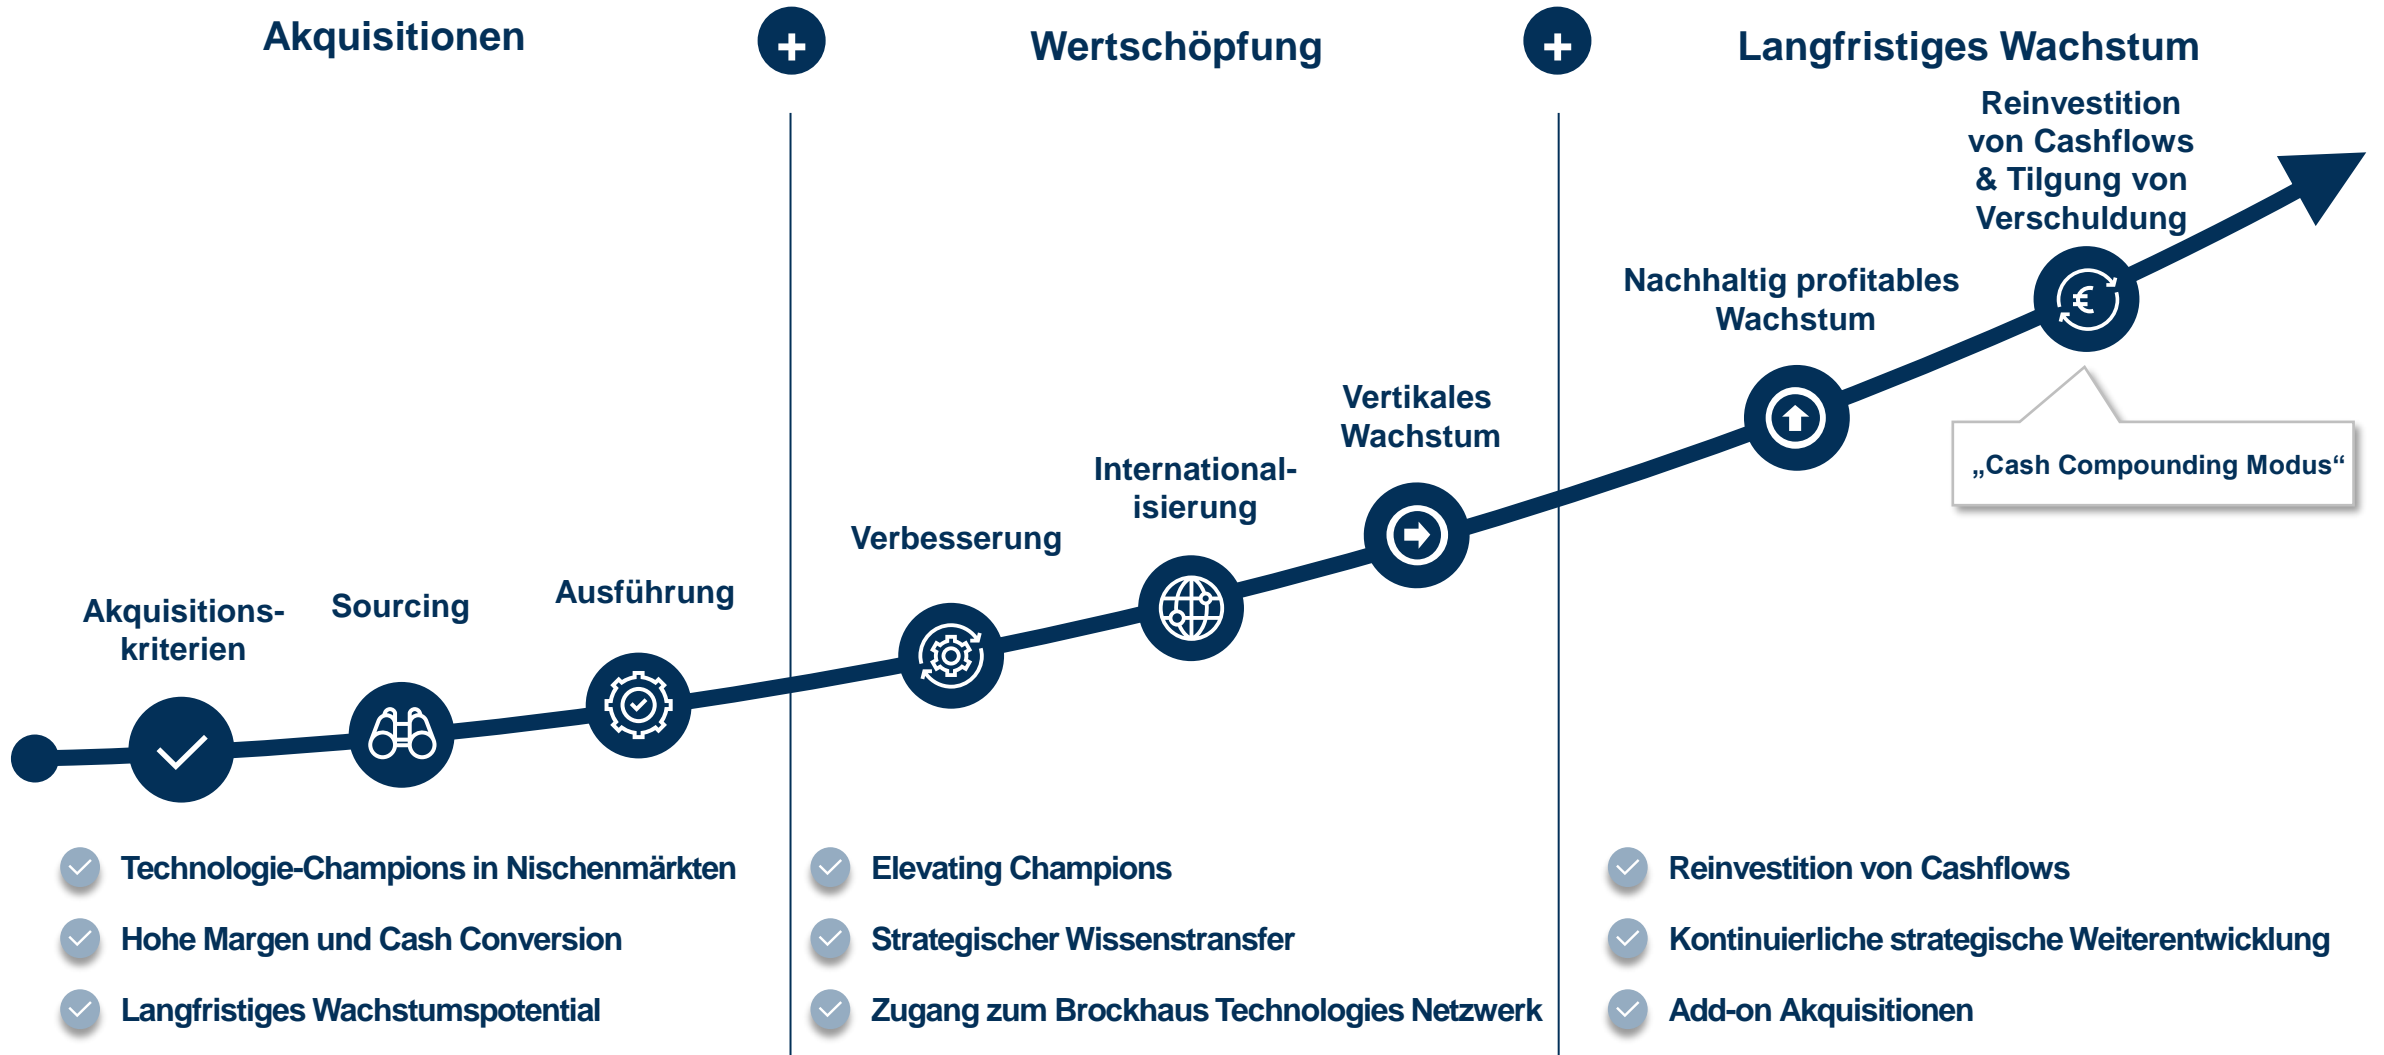 Akquisitionen
Wertschöpfung
Langfristiges Wachstum
Akquisitions-
kriterien
Sourcing
Ausführung
Verbesserung
International-
isierung
Vertikales
Wachstum
Nachhaltig profitables
Wachstum
Reinvestition
von Cashflows
& Tilgung von
Verschuldung
€
„Cash Compounding Modus“
Technologie-Champions in Nischenmärkten
Hohe Margen und Cash Conversion
Langfristiges Wachstumspotential
Elevating Champions
Strategischer Wissenstransfer
Zugang zum Brockhaus Technologies Netzwerk
Reinvestition von Cashflows
Kontinuierliche strategische Weiterentwicklung
Add-on Akquisitionen